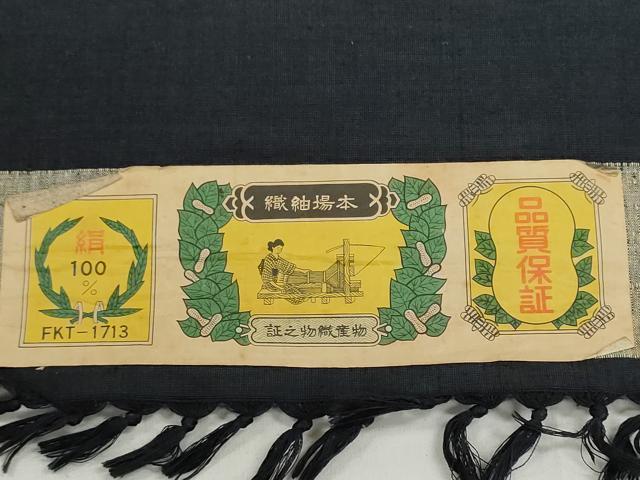 絹
100
%
FKT-1713
織紬場本
証之物織産物
品質保証